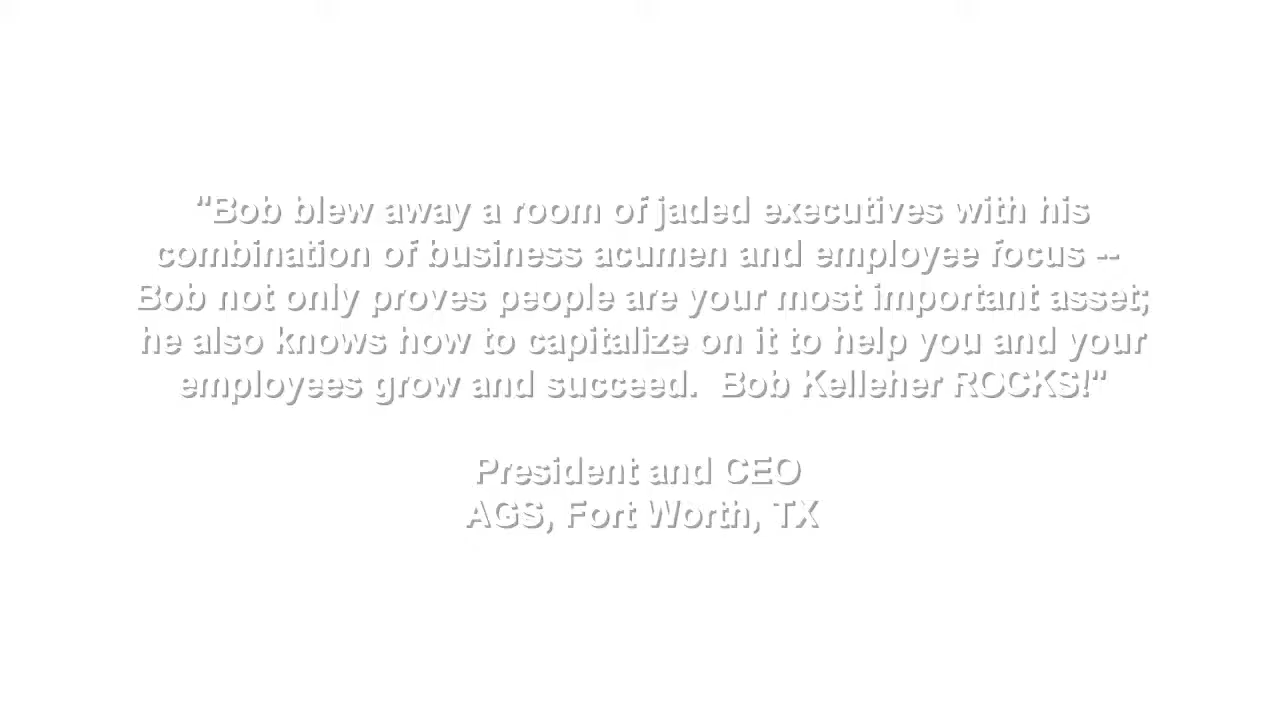 "Bob blew away a room of jaded executives with his
combination of business acumen and employee focus --
Bob not only proves people are your most important asset;
he also knows how to capitalize on it to help you and your
employees grow and succeed.  Bob Kelleher ROCKS!"
President and CEO
AGS, Fort Worth, TX